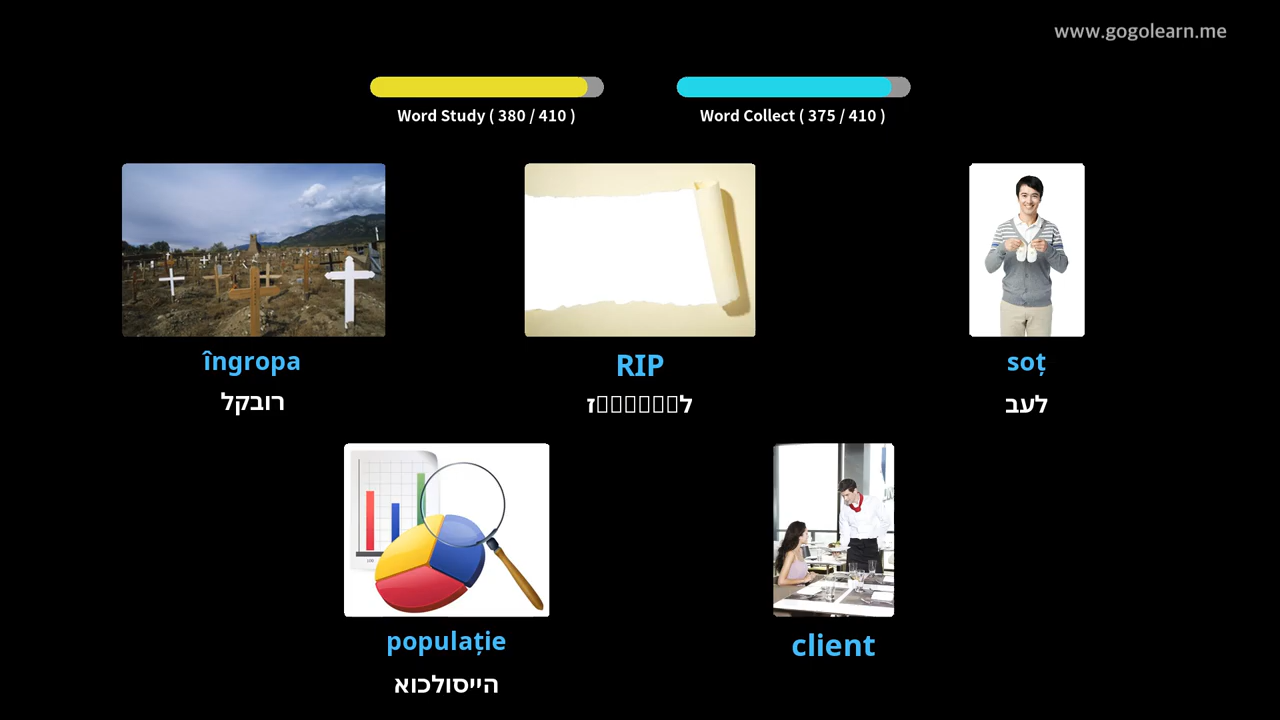 www.gogolearn.me
Word Study ( 380 / 410 )
Word Collect ( 375 / 410 )
îngropa
RIP
soț
רובקל
לעב
populație
client
הייסולכוא